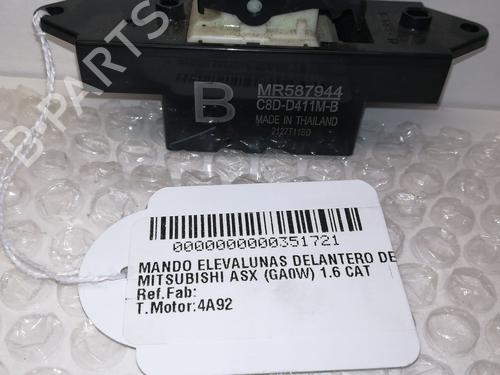 B
MR587944
C8D-D411M-B
MADE IN THAILAND
2127T11BD
0000000000351721
MANDO ELEVALUNAS DELANTERO DE
MITSUBISHI ASX (GA0W) 1.6 CAT
Ref.Fab:
T.Motor:4A92